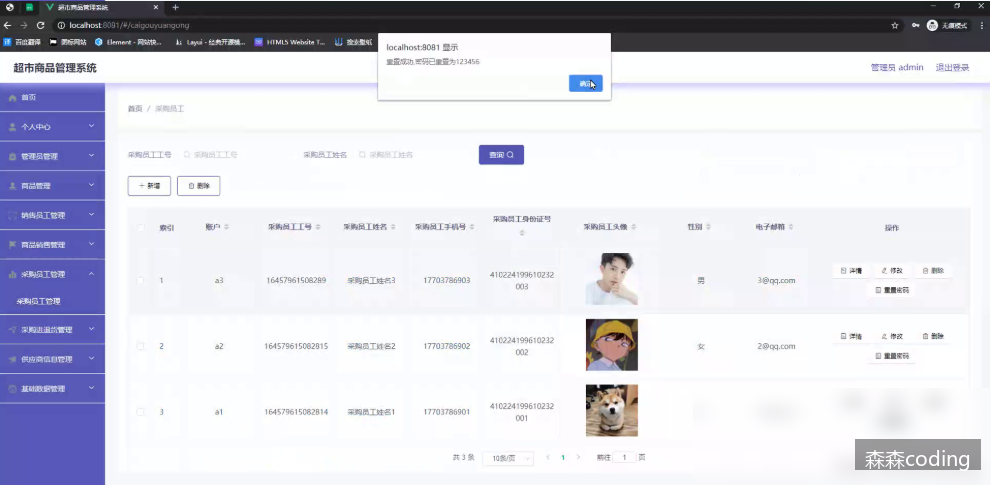 超市商品管理系统
localhost:8081/#/caigouyuangong
无痕模式
百度翻译 图标网站 Element - 网站快... Layui - 经典开源模... HTML5 Website T...
localhost:8081 显示
重置成功,密码已重置为123456
确定
超市商品管理系统
管理员 admin 退出登录
首页
个人中心
管理员管理
商品管理
销售员工管理
商品销售管理
采购员工管理
采购员工管理
采购进退货管理
供应商信息管理
基础数据管理
首页 / 采购员工
采购员工工号 采购员工工号 采购员工姓名 采购员工姓名 查询
+ 新增 删除
索引 账户 采购员工工号 采购员工姓名 采购员工手机号 采购员工身份证号 采购员工头像 性别 电子邮箱 操作
1 a3 16457961508289 采购员工姓名3 17703786903 410224199610232003 男 3@qq.com 详情 修改 删除
重置密码
2 a2 164579615082815 采购员工姓名2 17703786902 410224199610232002 女 2@qq.com 详情 修改 删除
重置密码
3 a1 164579615082814 采购员工姓名1 17703786901 410224199610232001
共 3 条 10条/页 < 1 > 前往 1 页
森森coding